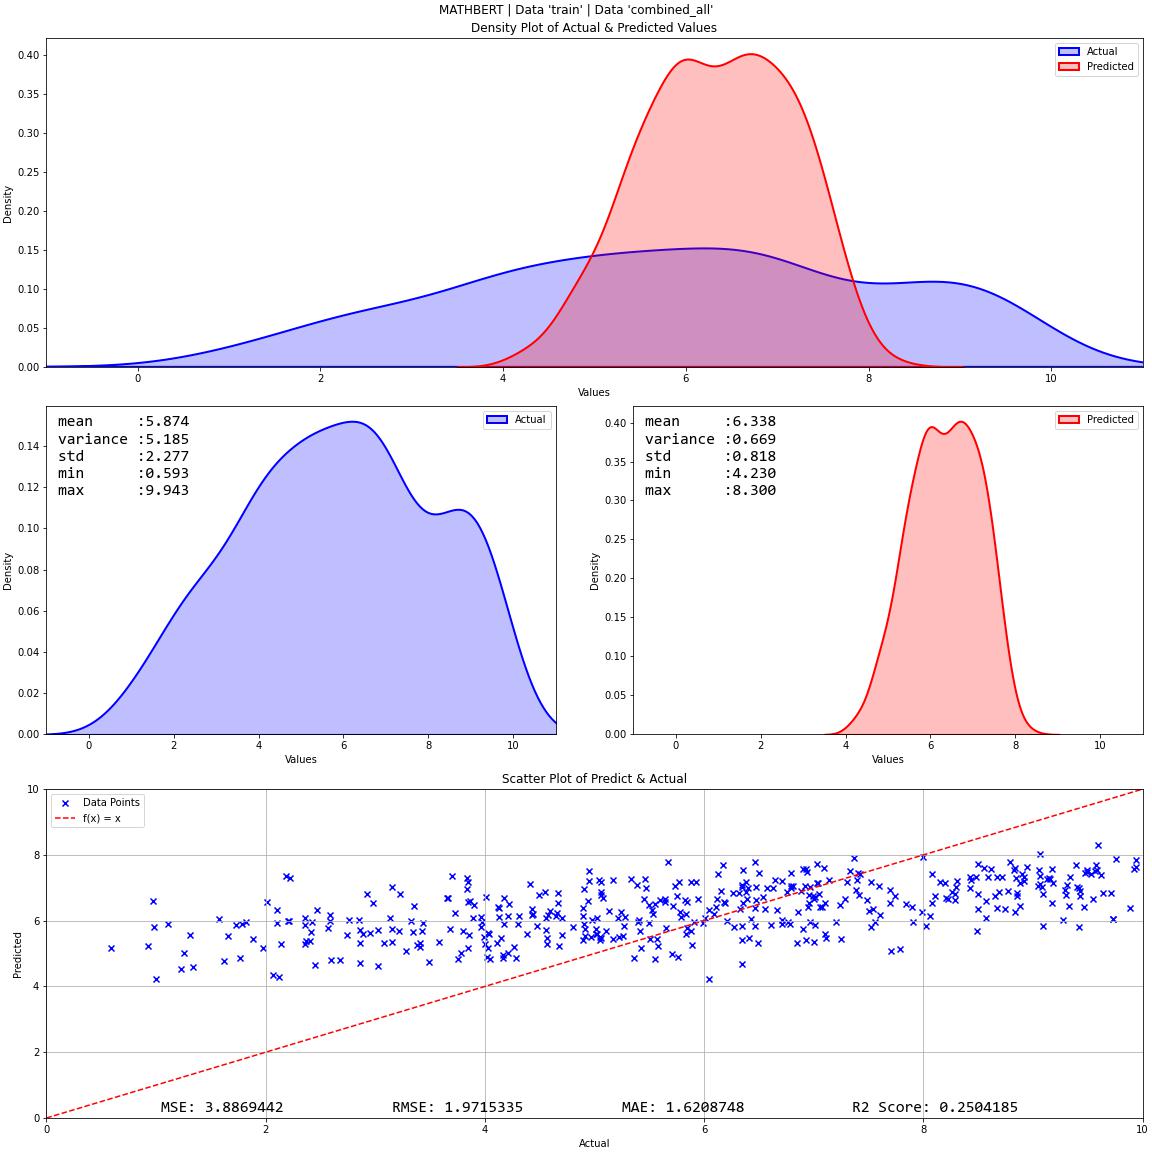 MATHBERT | Data 'train' | Data 'combined_all'
Density Plot of Actual & Predicted Values
Actual
Predicted
0.40
0.35
0.30
0.25
0.20
0.15
0.10
0.05
0.00
Density
0 2 4 6 8 10
Values
mean :5.874
variance :5.185
std :2.277
min :0.593
max :9.943
Actual
0.14
0.12
0.10
0.08
0.06
0.04
0.02
0.00
Density
0 2 4 6 8 10
Values
mean :6.338
variance :0.669
std :0.818
min :4.230
max :8.300
Predicted
0.40
0.35
0.30
0.25
0.20
0.15
0.10
0.05
0.00
Density
0 2 4 6 8 10
Values
Scatter Plot of Predict & Actual
Data Points
f(x) = x
10
8
6
4
2
0
Predicted
MSE: 3.8869442 RMSE: 1.9715335 MAE: 1.6208748 R2 Score: 0.2504185
0 2 4 6 8 10
Actual